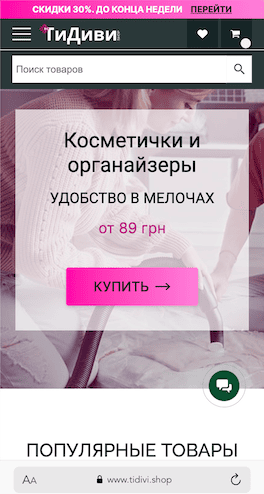 СКИДКИ 30%. ДО КОНЦА НЕДЕЛИ ПЕРЕЙТИ
ТиДиви
Поиск товаров
Косметички и
органайзеры
УДОБСТВО В МЕЛОЧАХ
от 89 грн
КУПИТЬ →
ПОПУЛЯРНЫЕ ТОВАРЫ
AA www.tidivi.shop